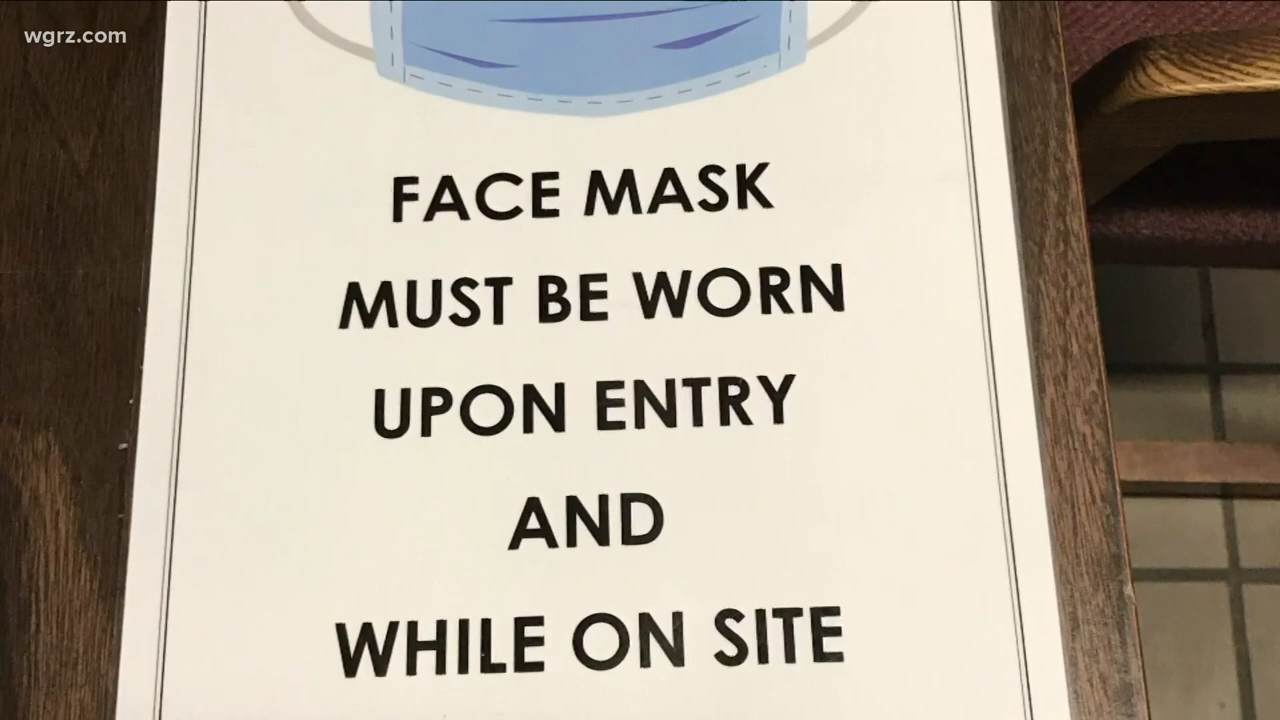 wgrz.com
FACE MASK
MUST BE WORN
UPON ENTRY
AND
WHILE ON SITE